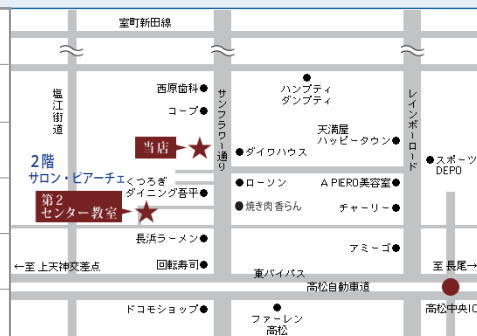 室町新田線
塩江街道
西原歯科
コープ
サンフラワー通り
ハンプティ
ダンプティ
レインボーロード
当店
天満屋
ハッピータウン
ダイワハウス
スポーツ
DEPO
2階
サロン・ピアーチェ
くつろぎ
ダイニング吾平
ローソン
A PIERO美容室
第2
センター教室
焼き肉 香らん
チャーリー
長浜ラーメン
アミーゴ
←至 上天神交差点
回転寿司
東バイパス
至 長尾→
高松自動車道
ドコモショップ
ファーレン
高松
高松中央IC